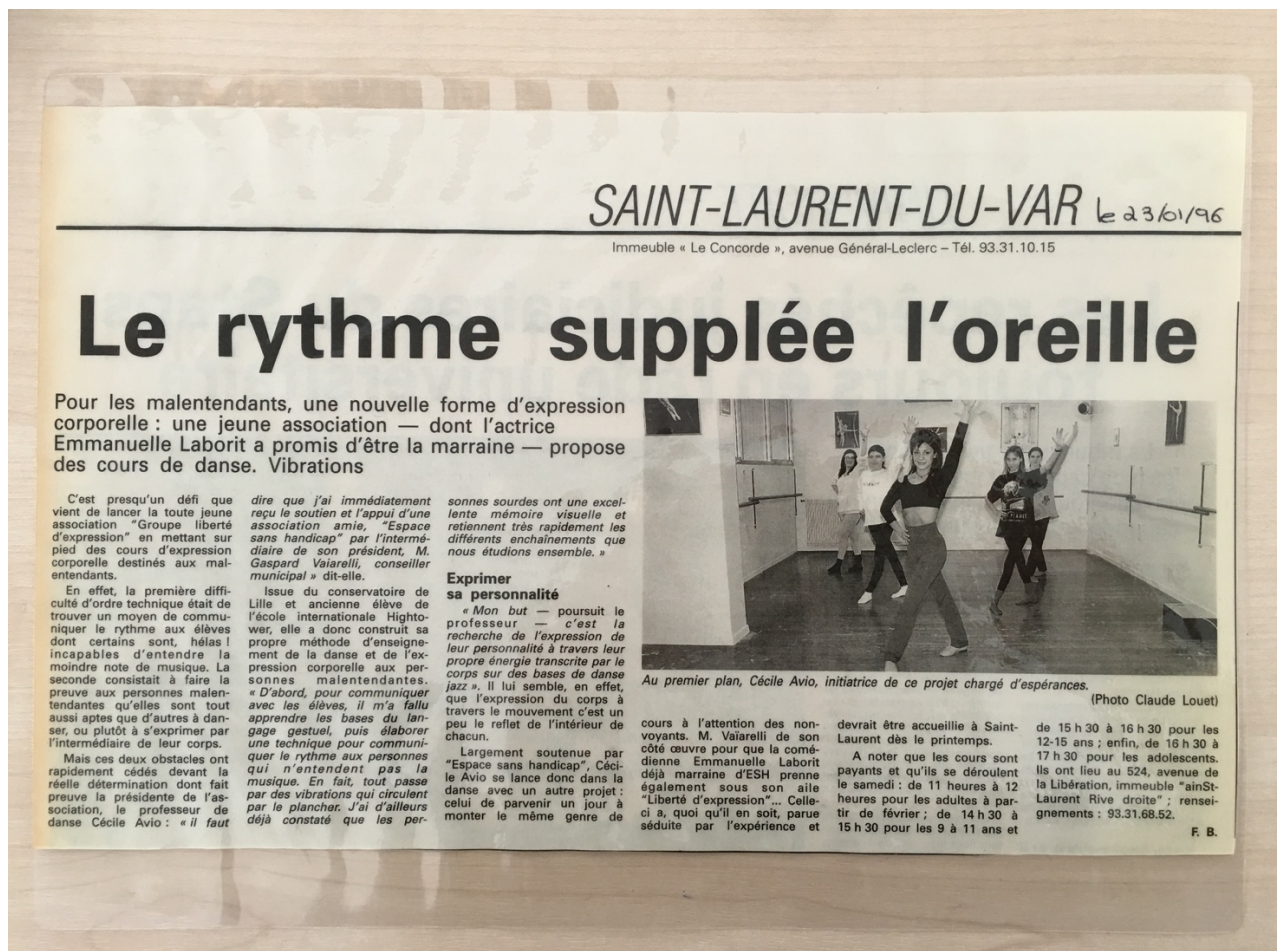 SAINT-LAURENT-DU-VAR le 23/01/96
Immeuble « Le Concorde », avenue Général-Leclerc – Tél. 93.31.10.15
Le rythme supplée l'oreille
Pour les malentendants, une nouvelle forme d'expression
corporelle : une jeune association — dont l'actrice
Emmanuelle Laborit a promis d'être la marraine — propose
des cours de danse. Vibrations
C'est presqu'un défi que
vient de lancer la toute jeune
association "Groupe liberté
d'expression" en mettant sur
pied des cours d'expression
corporelle destinés aux mal-
entendants.
En effet, la première diffi-
culté d'ordre technique était de
trouver un moyen de commu-
niquer le rythme aux élèves
dont certains sont, hélas !
incapables d'entendre la
moindre note de musique. La
seconde consistait à faire la
preuve aux personnes malen-
tendantes qu'elles sont tout
aussi aptes que d'autres à dan-
ser, ou plutôt à s'exprimer par
l'intermédiaire de leur corps.
Mais ces deux obstacles ont
rapidement cédés devant la
réelle détermination dont fait
preuve la présidente de l'as-
sociation, le professeur de
danse Cécile Avio : « il faut
dire que j'ai immédiatement
reçu le soutien et l'appui d'une
association amie, "Espace
sans handicap" par l'intermé-
diaire de son président, M.
Gaspard Vaiarelli, conseiller
municipal » dit-elle.
Issue du conservatoire de
Lille et ancienne élève de
l'école internationale Highto-
wer, elle a donc construit sa
propre méthode d'enseigne-
ment de la danse et de l'ex-
pression corporelle aux per-
sonnes malentendantes.
« D'abord, pour communiquer
avec les élèves, il m'a fallu
apprendre les bases du lan-
gage gestuel, puis élaborer
une technique pour communi-
quer le rythme aux personnes
qui n'entendent pas la
musique. En fait, tout passe
par des vibrations qui circulent
par le plancher. J'ai d'ailleurs
déjà constaté que les per-
sonnes sourdes ont une excel-
lente mémoire visuelle et
retiennent très rapidement les
différents enchaînements que
nous étudions ensemble. »
Exprimer
sa personnalité
« Mon but — poursuit le
professeur — c'est la
recherche de l'expression de
leur personnalité à travers leur
propre énergie transcrite par le
corps sur des bases de danse
jazz ». Il lui semble, en effet,
que l'expression du corps à
travers le mouvement c'est un
peu le reflet de l'intérieur de
chacun.
Largement soutenue par
"Espace sans handicap", Céci-
le Avio se lance donc dans la
danse avec un autre projet :
celui de parvenir un jour à
monter le même genre de
Au premier plan, Cécile Avio, initiatrice de ce projet chargé d'espérances.
(Photo Claude Louet)
cours à l'attention des non-
voyants. M. Vaïarelli de son
côté œuvre pour que la comé-
dienne Emmanuelle Laborit
déjà marraine d'ESH prenne
également sous son aile
"Liberté d'expression"... Celle-
ci a, quoi qu'il en soit, parue
séduite par l'expérience et
devrait être accueillie à Saint-
Laurent dès le printemps.
A noter que les cours sont
payants et qu'ils se déroulent
le samedi : de 11 heures à 12
heures pour les adultes à par-
tir de février ; de 14 h 30 à
15 h 30 pour les 9 à 11 ans et
de 15 h 30 à 16 h 30 pour les
12-15 ans ; enfin, de 16 h 30 à
17 h 30 pour les adolescents.
Ils ont lieu au 524, avenue de
la Libération, immeuble "ainSt-
Laurent Rive droite" ; rensei-
gnements : 93.31.68.52.
F. B.